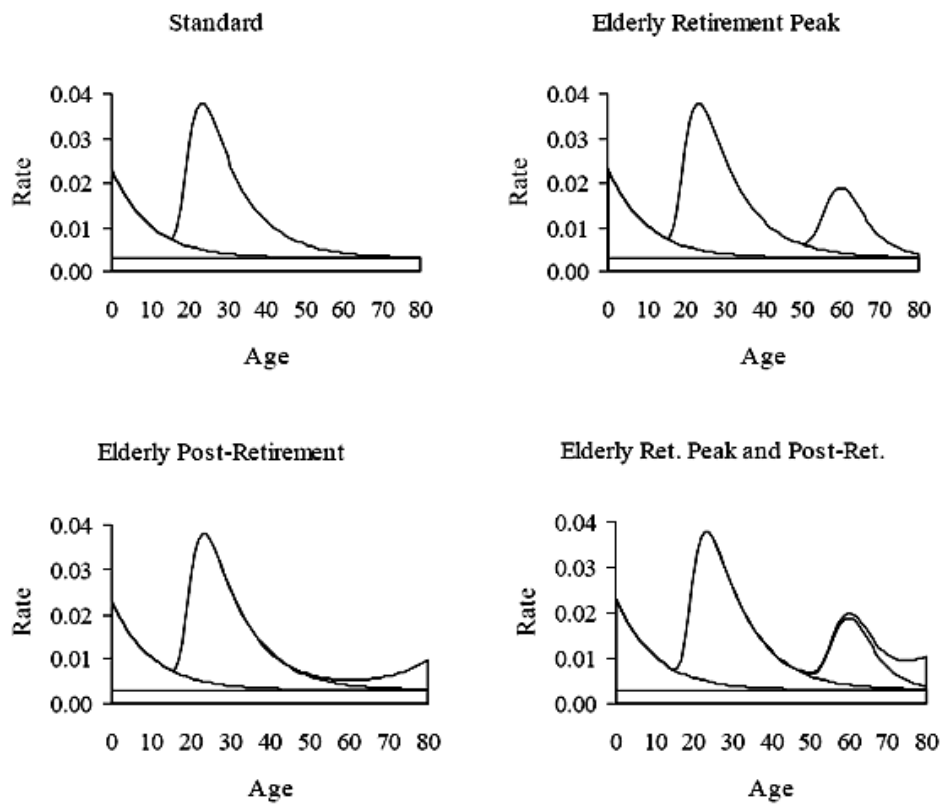 Standard
0.04
0.03
0.02
0.01
0.00
Rate
0 10 20 30 40 50 60 70 80
Age
Elderly Retirement Peak
0.04
0.03
0.02
0.01
0.00
Rate
0 10 20 30 40 50 60 70 80
Age
Elderly Post-Retirement
0.04
0.03
0.02
0.01
0.00
Rate
0 10 20 30 40 50 60 70 80
Age
Elderly Ret. Peak and Post-Ret.
0.04
0.03
0.02
0.01
0.00
Rate
0 10 20 30 40 50 60 70 80
Age